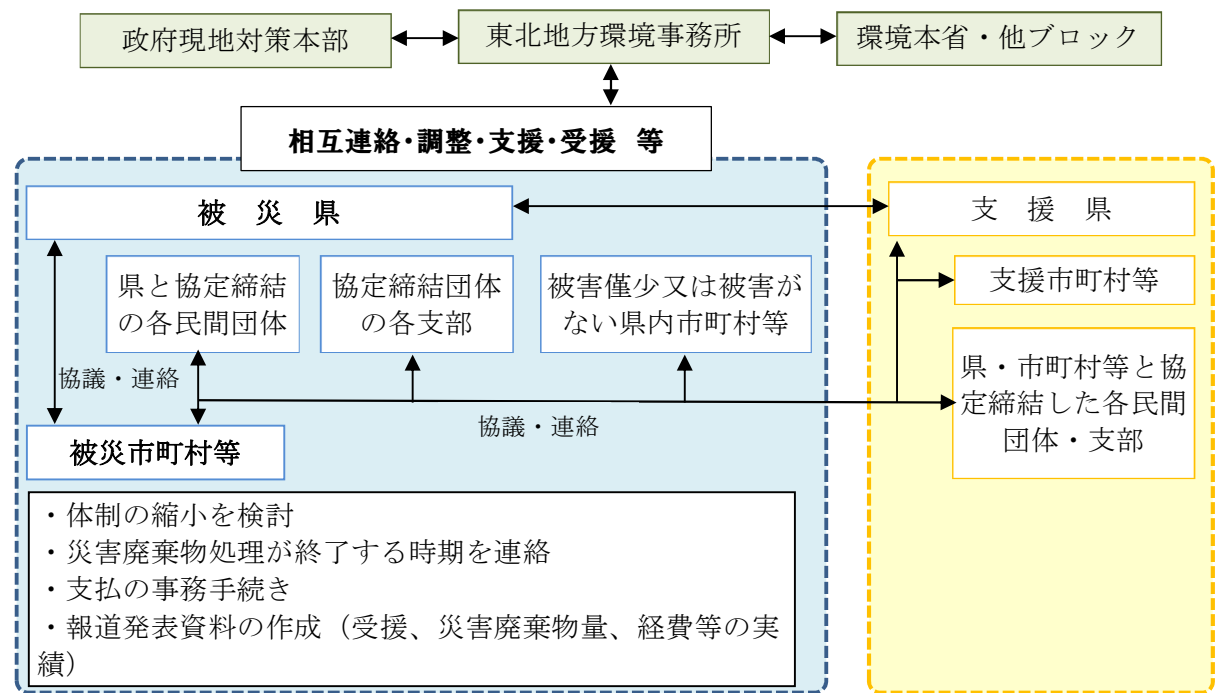 政府現地対策本部
東北地方環境事務所
環境本省・他ブロック
相互連絡・調整・支援・受援 等
被 災 県
支 援 県
県と協定締結
の各民間団体
協定締結団体
の各支部
被害僅少又は被害が
ない県内市町村等
支援市町村等
県・市町村等と協
定締結した各民間
団体・支部
協議・連絡
協議・連絡
被災市町村等
・体制の縮小を検討
・災害廃棄物処理が終了する時期を連絡
・支払の事務手続き
・報道発表資料の作成（受援、災害廃棄物量、経費等の実
績）